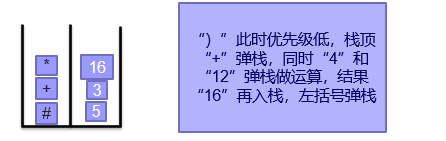 * 16
+ 3
# 5
“）”此时优先级低，栈顶
“+”弹栈，同时“4”和
“12”弹栈做运算，结果
“16”再入栈，左括号弹栈